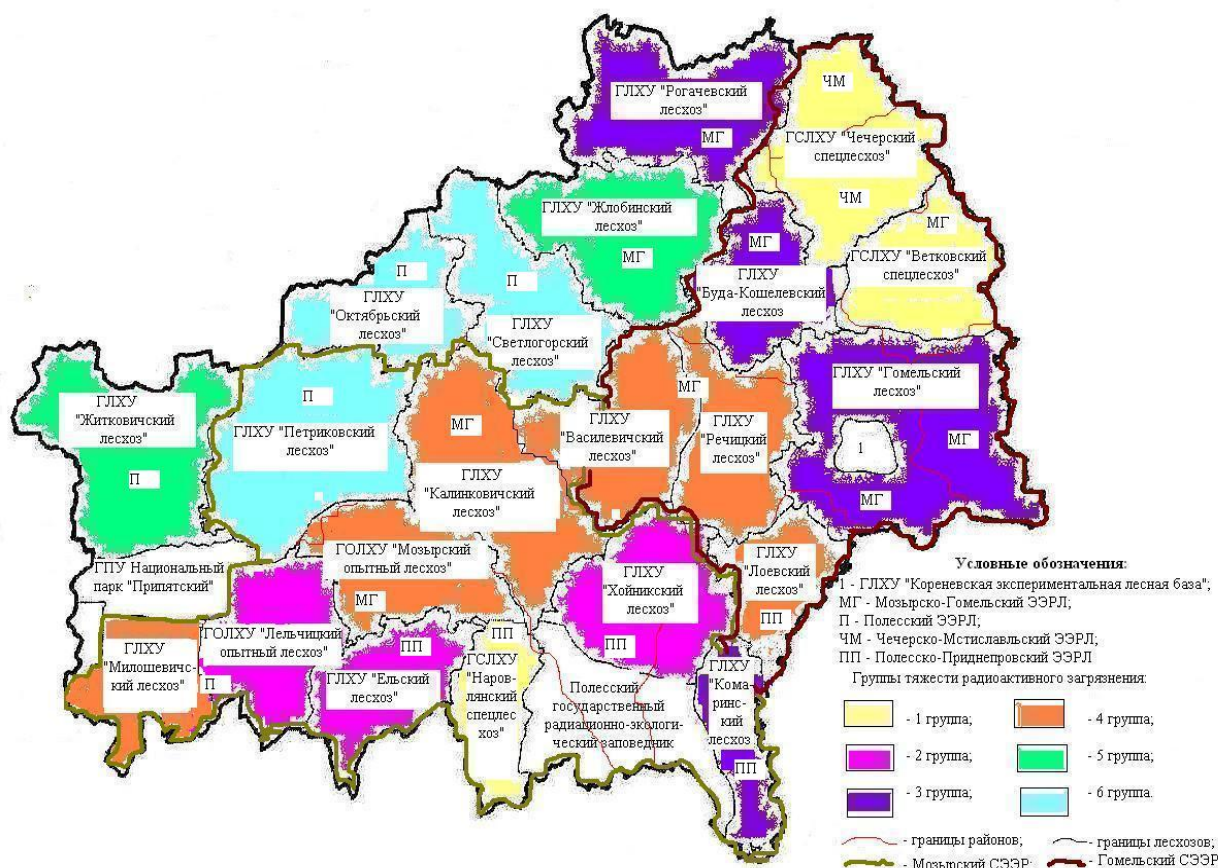 ГЛХУ "Рогачевский
лесхоз"
МГ
ЧМ
ГСЛХУ "Чечерский
спецлесхоз"
ЧМ
ГЛХУ "Жлобинский
лесхоз"
МГ
МГ
ГЛХУ
"Буда-Кошелевский
лесхоз
МГ
ГСЛХУ "Ветковский
спецлесхоз"
П
ГЛХУ
"Октябрьский
лесхоз"
П
ГЛХУ
"Светлогорский
лесхоз"
ГЛХУ
"Житковичский
лесхоз"
П
П
ГЛХУ "Петриковский
лесхоз"
МГ
ГЛХУ
"Калинковичский
лесхоз"
ГЛХУ
"Василевичский
лесхоз"
МГ
ГЛХУ
"Речицкий
лесхоз"
ГЛХУ "Гомельский
лесхоз"
МГ
1
МГ
ГПУ Национальный
парк "Припятский"
ГОЛХУ "Мозырский
опытный лесхоз"
МГ
ГЛХУ
"Хойникский
лесхоз"
ПП
ГЛХУ
"Лоевский
лесхоз"
ПП
ГЛХУ
"Милошевичс-
кий лесхоз"
ГОЛХУ "Лельчицкий
опытный лесхоз"
П
ПП
ГЛХУ "Ельский
лесхоз"
ПП
ГСЛХУ
"Наров-
лянский
спецлес
хоз"
Полесский
государственный
радиационно-экологи-
ческий заповедник
ГЛХУ
"Кома-
ринс-
кий
лесхоз
ПП
Условные обозначения:
1 - ГЛХУ "Кореневская экспериментальная лесная база";
МГ - Мозырско-Гомельский ЭЭРЛ;
П - Полесский ЭЭРЛ;
ЧМ - Чечерско-Мстиславльский ЭЭРЛ;
ПП - Полесско-Приднепровский ЭЭРЛ
Группы тяжести радиоактивного загрязнения:
- 1 группа;
- 4 группа;
- 2 группа;
- 5 группа;
- 3 группа;
- 6 группа.
- границы районов;
- границы лесхозов;
- Мозырский СЭЭР;
- Гомельский СЭЭР